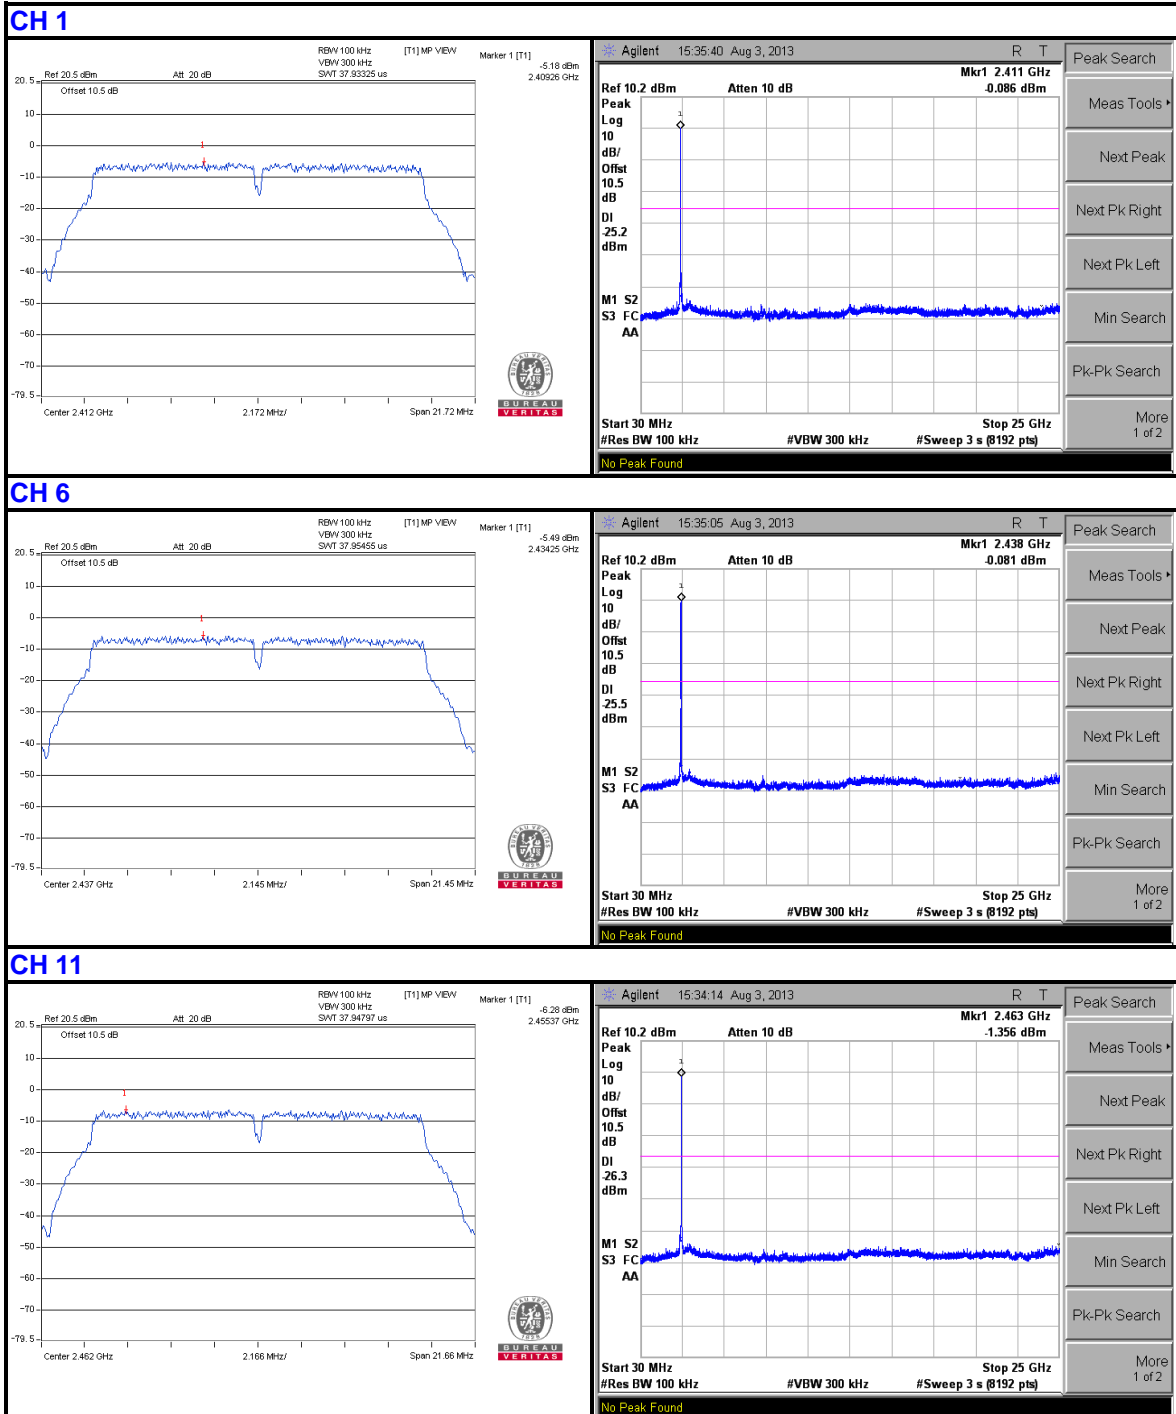 CH 1
RBW 100 kHz [T1] MP VIEW Marker 1 [T1]
VBW 300 kHz -5.18 dBm
Ref 20.5 dBm Att 20 dB SWT 37.93325 us 2.40926 GHz
20.5
Offset 10.5 dB
10
0
1
-10
-20
-30
-40
-50
-60
-70
-79.5
Center 2.412 GHz 2.172 MHz/ Span 21.72 MHz
BUREAU VERITAS
1828
BUREAU
VERITAS
Agilent 15:35:40 Aug 3, 2013 R T
Mkr1 2.411 GHz
Ref 10.2 dBm Atten 10 dB -0.086 dBm
Peak
Log
10
dB/
Offst
10.5
dB
DI
-25.2
dBm
M1 S2
S3 FC
AA
1
Start 30 MHz Stop 25 GHz
#Res BW 100 kHz #VBW 300 kHz #Sweep 3 s (8192 pts)
No Peak Found
Peak Search
Meas Tools
Next Peak
Next Pk Right
Next Pk Left
Min Search
Pk-Pk Search
More
1 of 2
CH 6
RBW 100 kHz [T1] MP VIEW Marker 1 [T1]
VBW 300 kHz -5.49 dBm
Ref 20.5 dBm Att 20 dB SWT 37.95455 us 2.43425 GHz
20.5
Offset 10.5 dB
10
0
1
-10
-20
-30
-40
-50
-60
-70
-79.5
Center 2.437 GHz 2.145 MHz/ Span 21.45 MHz
BUREAU VERITAS
1828
BUREAU
VERITAS
Agilent 15:35:05 Aug 3, 2013 R T
Mkr1 2.438 GHz
Ref 10.2 dBm Atten 10 dB -0.081 dBm
Peak
Log
10
dB/
Offst
10.5
dB
DI
-25.5
dBm
M1 S2
S3 FC
AA
1
Start 30 MHz Stop 25 GHz
#Res BW 100 kHz #VBW 300 kHz #Sweep 3 s (8192 pts)
No Peak Found
Peak Search
Meas Tools
Next Peak
Next Pk Right
Next Pk Left
Min Search
Pk-Pk Search
More
1 of 2
CH 11
RBW 100 kHz [T1] MP VIEW Marker 1 [T1]
VBW 300 kHz -6.28 dBm
Ref 20.5 dBm Att 20 dB SWT 37.94797 us 2.45537 GHz
20.5
Offset 10.5 dB
10
0
1
-10
-20
-30
-40
-50
-60
-70
-79.5
Center 2.462 GHz 2.166 MHz/ Span 21.66 MHz
BUREAU VERITAS
1828
BUREAU
VERITAS
Agilent 15:34:14 Aug 3, 2013 R T
Mkr1 2.463 GHz
Ref 10.2 dBm Atten 10 dB -1.356 dBm
Peak
Log
10
dB/
Offst
10.5
dB
DI
-26.3
dBm
M1 S2
S3 FC
AA
1
Start 30 MHz Stop 25 GHz
#Res BW 100 kHz #VBW 300 kHz #Sweep 3 s (8192 pts)
No Peak Found
Peak Search
Meas Tools
Next Peak
Next Pk Right
Next Pk Left
Min Search
Pk-Pk Search
More
1 of 2